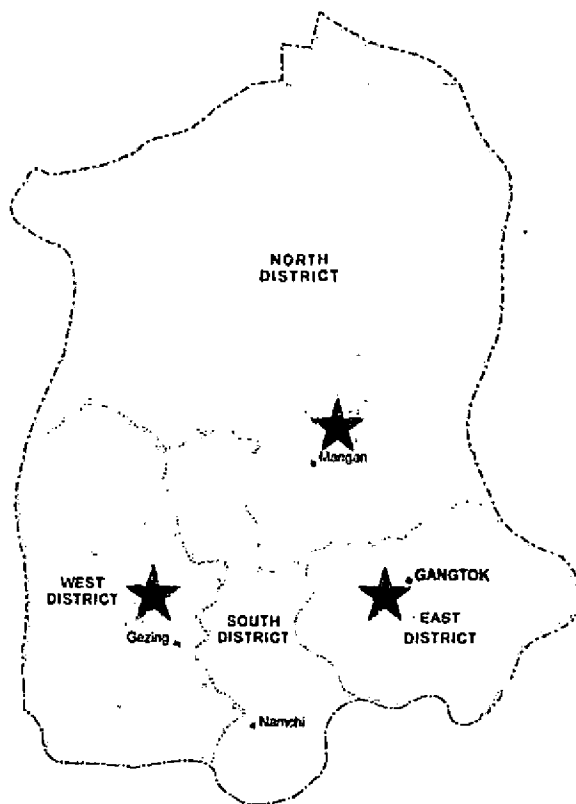 NORTH
DISTRICT
Mangan
WEST
DISTRICT
GANGTOK
SOUTH
DISTRICT
EAST
DISTRICT
Gezing
Namchi